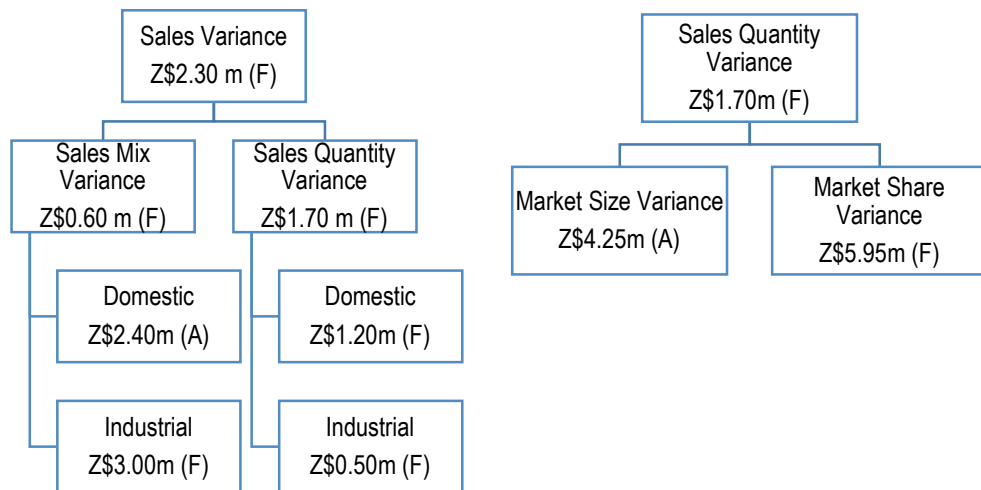 Sales Variance
Z$2.30 m (F)
Sales Mix
Variance
Z$0.60 m (F)
Sales Quantity
Variance
Z$1.70 m (F)
Domestic
Z$2.40m (A)
Domestic
Z$1.20m (F)
Industrial
Z$3.00m (F)
Industrial
Z$0.50m (F)
Sales Quantity
Variance
Z$1.70m (F)
Market Size Variance
Z$4.25m (A)
Market Share
Variance
Z$5.95m (F)